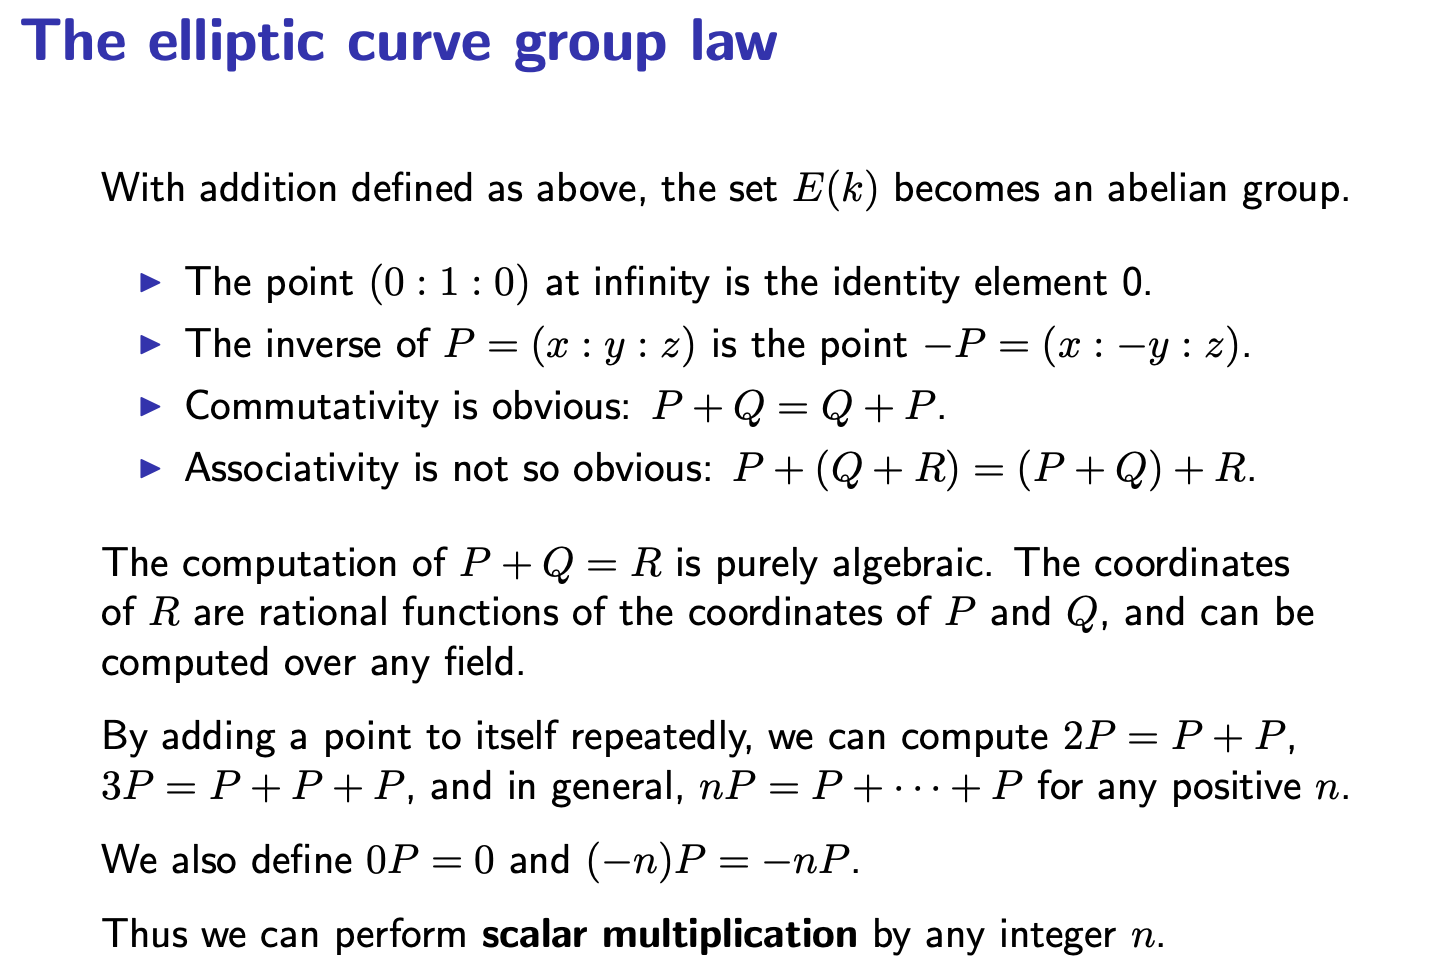 The elliptic curve group law
With addition defined as above, the set E(k) becomes an abelian group.
▶ The point (0 : 1 : 0) at infinity is the identity element 0.
▶ The inverse of P = (x : y : z) is the point −P = (x : −y : z).
▶ Commutativity is obvious: P + Q = Q + P.
▶ Associativity is not so obvious: P + (Q + R) = (P + Q) + R.
The computation of P + Q = R is purely algebraic. The coordinates
of R are rational functions of the coordinates of P and Q, and can be
computed over any field.
By adding a point to itself repeatedly, we can compute 2P = P + P,
3P = P + P + P, and in general, nP = P + ⋯ + P for any positive n.
We also define 0P = 0 and (−n)P = −nP.
Thus we can perform scalar multiplication by any integer n.